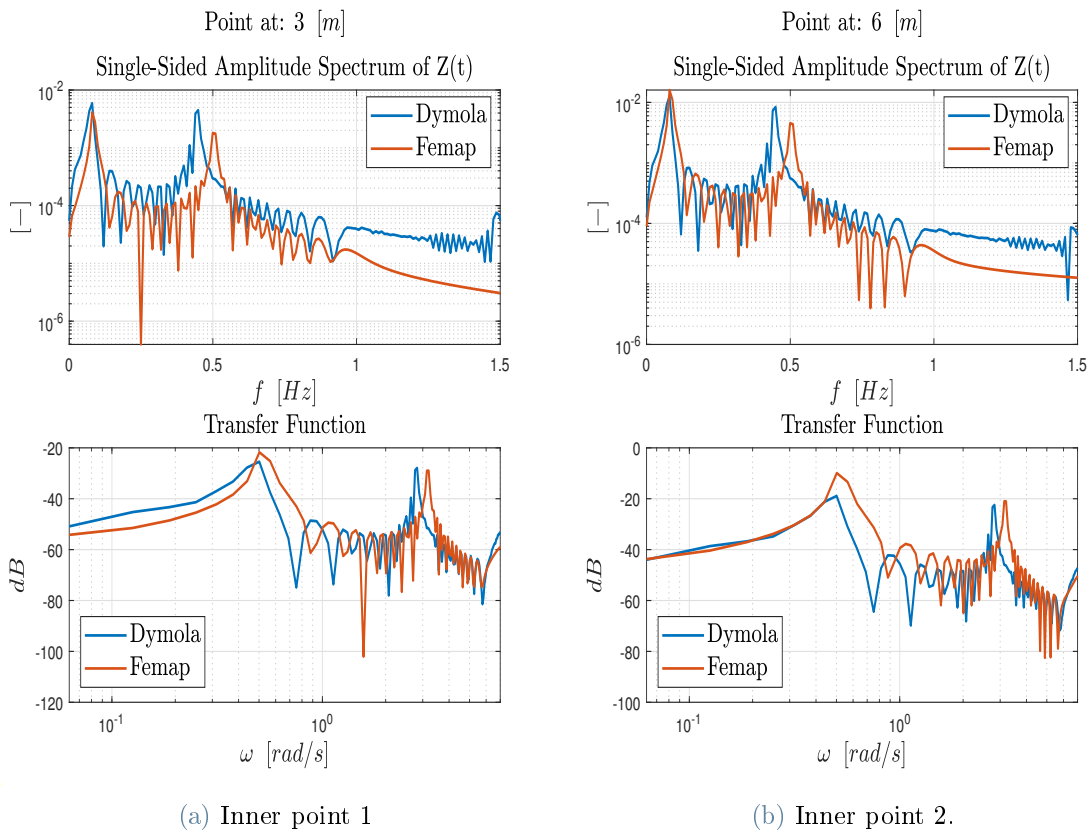 Point at: 3 [m]
Single-Sided Amplitude Spectrum of Z(t)
10^-2
10^-4
10^-6
[−]
Dymola
Femap
0
0.5
1
1.5
f [Hz]
Transfer Function
-20
-40
-60
-80
-100
-120
dB
Dymola
Femap
10^-1
10^0
ω [rad/s]
(a) Inner point 1
Point at: 6 [m]
Single-Sided Amplitude Spectrum of Z(t)
10^-2
10^-4
10^-6
[−]
Dymola
Femap
0
0.5
1
1.5
f [Hz]
Transfer Function
0
-20
-40
-60
-80
-100
dB
Dymola
Femap
10^-1
10^0
ω [rad/s]
(b) Inner point 2.